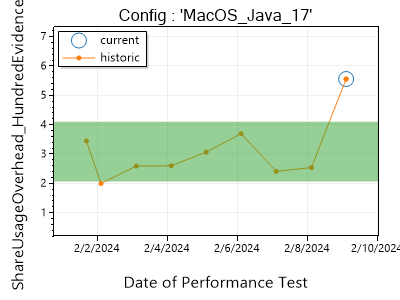 Config : 'MacOS_Java_17'
ShareUsageOverhead_HundredEvidence
current
historic
7
6
5
4
3
2
1
2/2/2024
2/4/2024
2/6/2024
2/8/2024
2/10/2024
Date of Performance Test